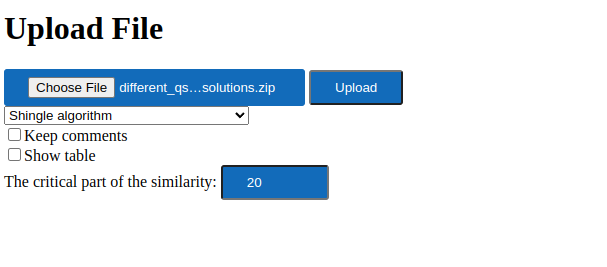 Upload File
Choose File different_qs…solutions.zip Upload
Shingle algorithm
Keep comments
Show table
The critical part of the similarity: 20